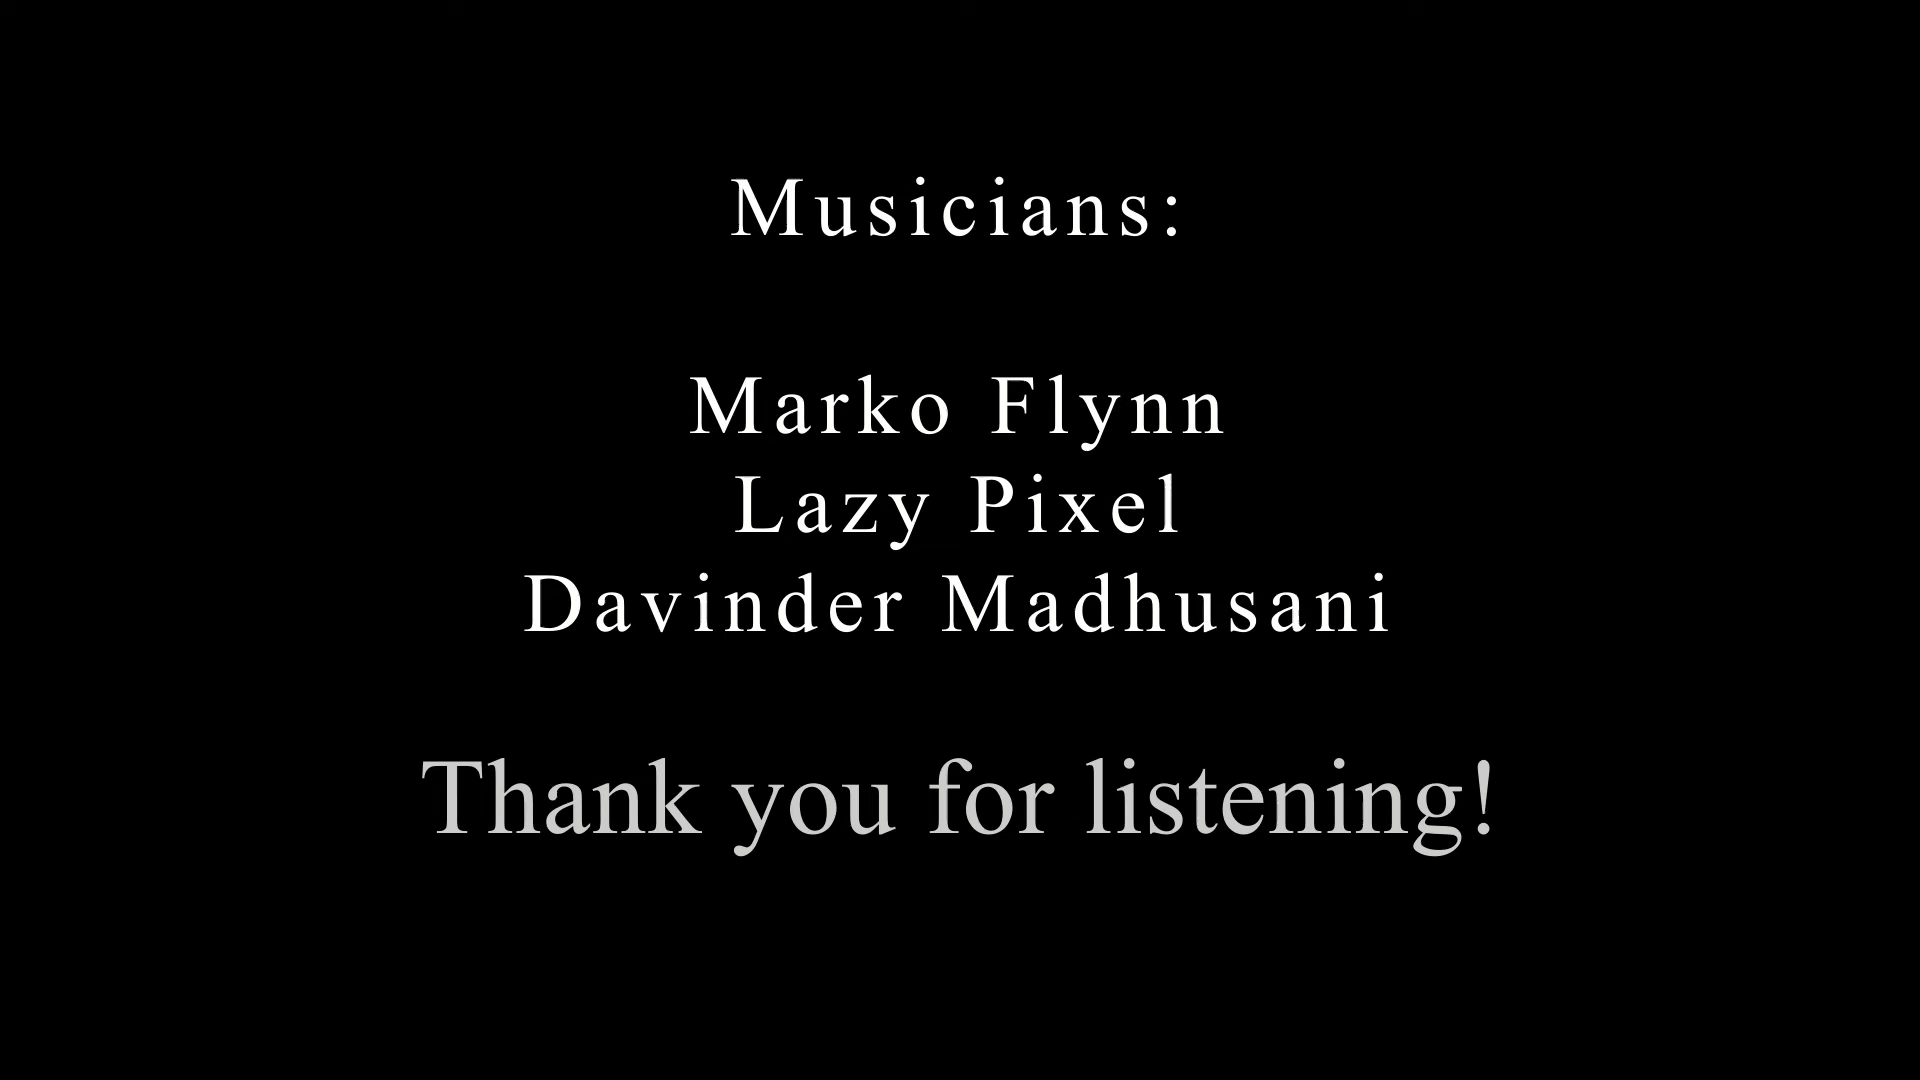 Musicians:
Marko Flynn
Lazy Pixel
Davinder Madhusani
Thank you for listening!